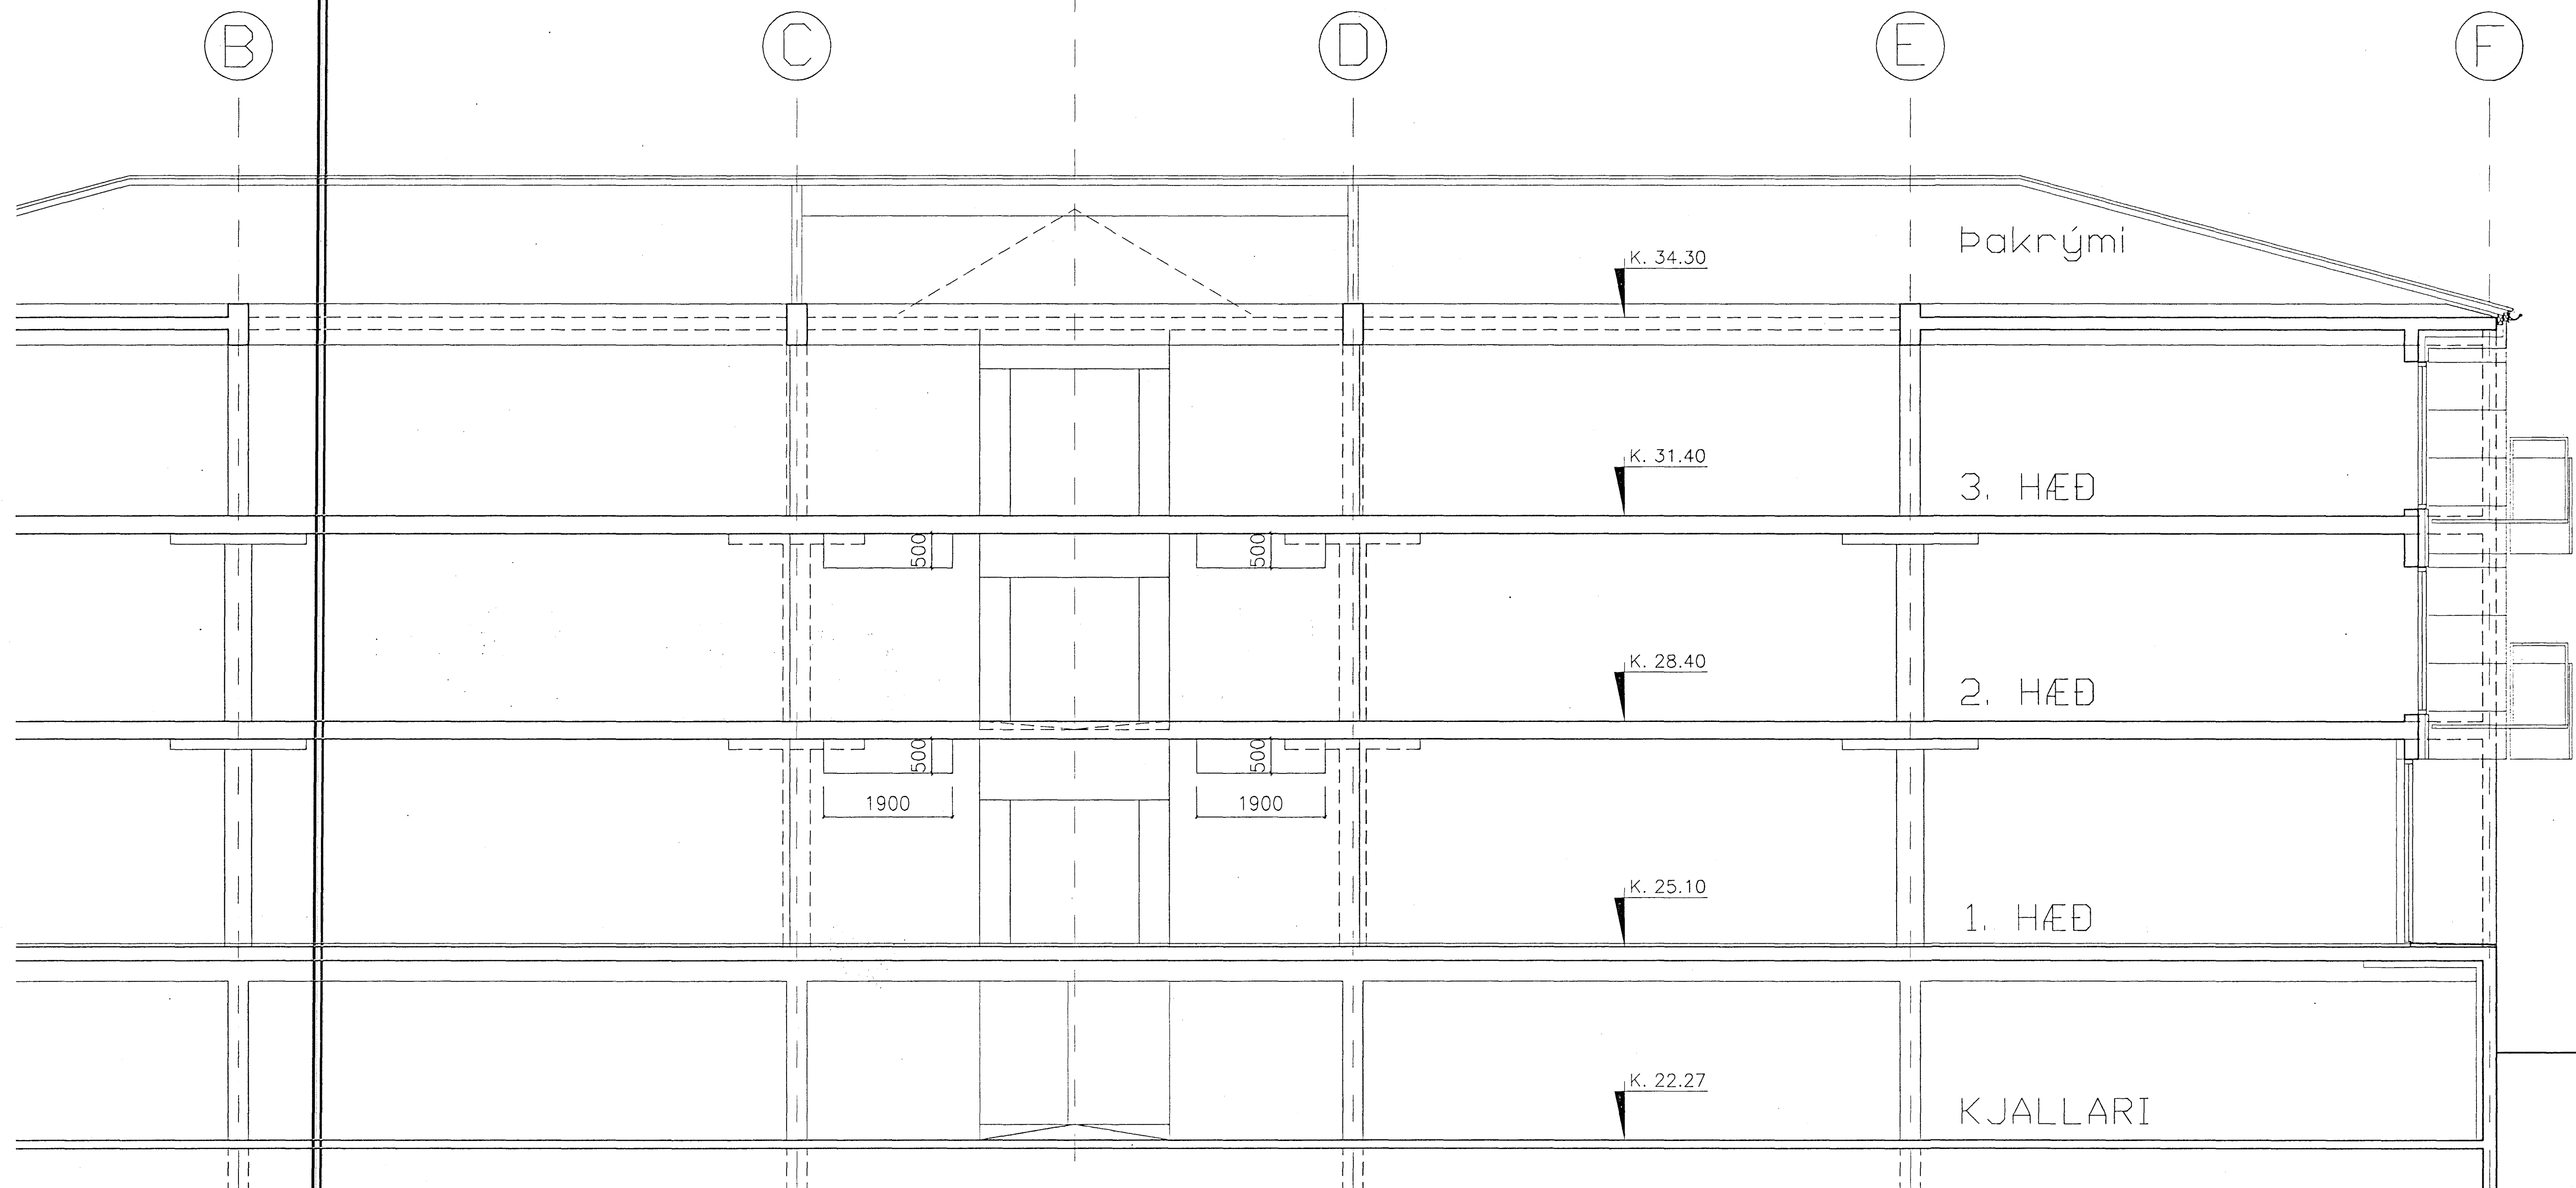 B
C
D
E
F
Þakrými
K. 34.30
K. 31.40
3. HÆÐ
500
500
K. 28.40
2. HÆÐ
500
500
1900
1900
K. 25.10
1. HÆÐ
K. 22.27
KJALLARI